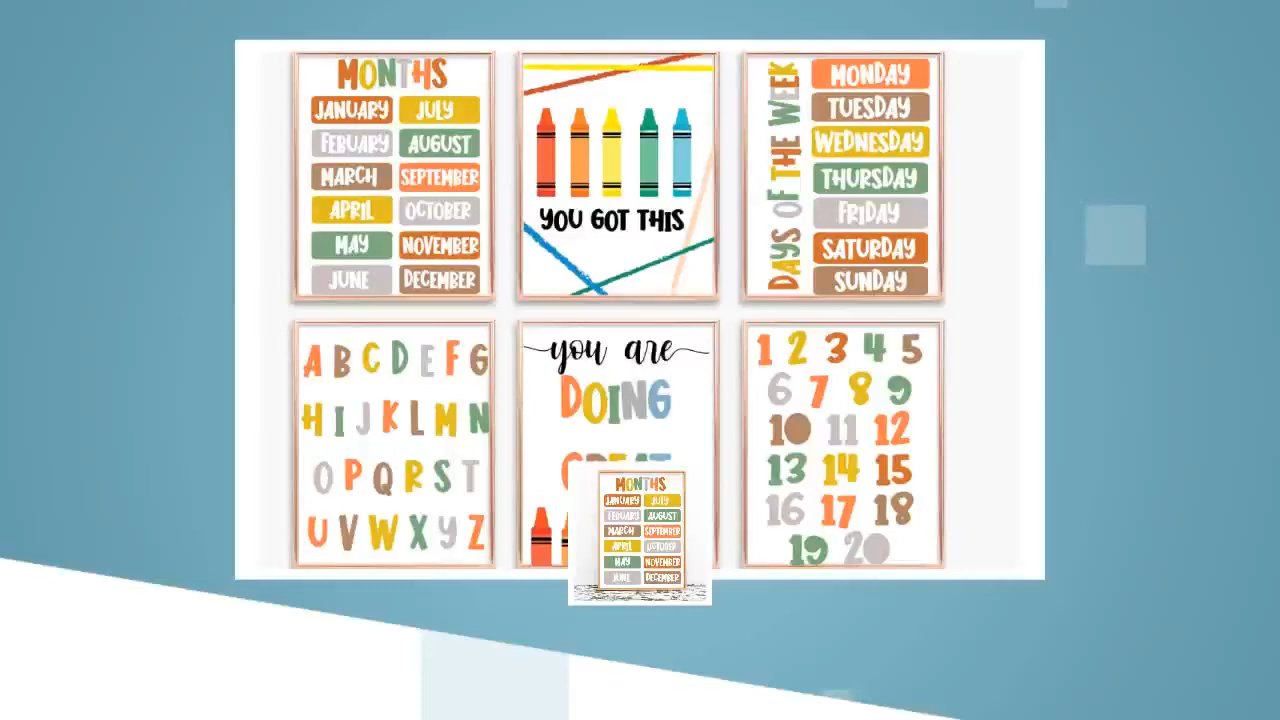 MONTHS
JANUARY JULY
FEBUARY AUGUST
MARCH SEPTEMBER
APRIL OCTOBER
MAY NOVEMBER
JUNE DECEMBER
YOU GOT THIS
DAYS OF THE WEEK
MONDAY
TUESDAY
WEDNESDAY
THURSDAY
FRIDAY
SATURDAY
SUNDAY
A B C D E F G
H I J K L M N
O P Q R S T
U V W X Y Z
you are
DOING
GREAT
1 2 3 4 5
6 7 8 9
10 11 12
13 14 15
16 17 18
19 20
MONTHS
JANUARY JULY
FEBUARY AUGUST
MARCH SEPTEMBER
APRIL OCTOBER
MAY NOVEMBER
JUNE DECEMBER